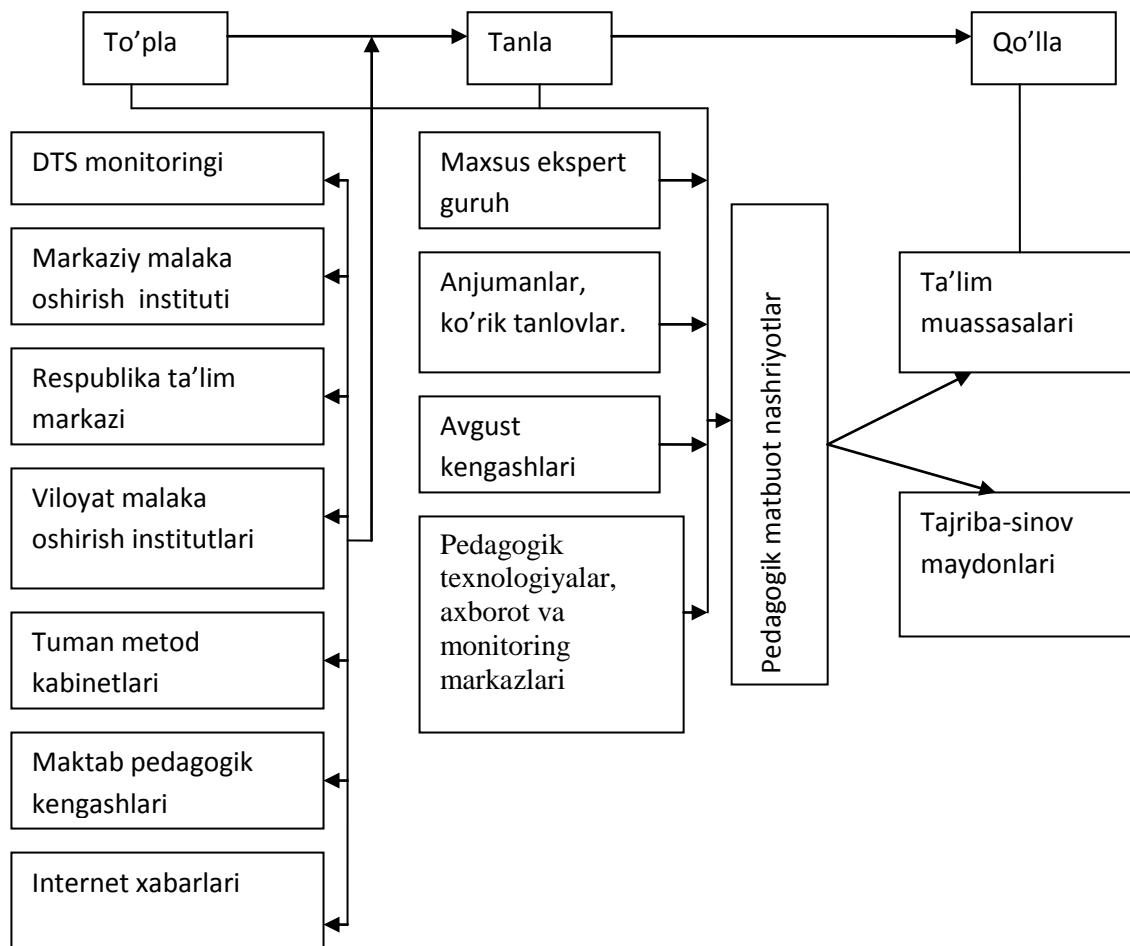 To’pla
Tanla
Qo’lla
DTS monitoringi
Markaziy malaka
oshirish instituti
Respublika ta’lim
markazi
Viloyat malaka
oshirish institutlari
Tuman metod
kabinetlari
Maktab pedagogik
kengashlari
Internet xabarlari
Maxsus ekspert
guruh
Anjumanlar,
ko’rik tanlovlar.
Avgust
kengashlari
Pedagogik
texnologiyalar,
axborot va
monitoring
markazlari
Pedagogik matbuot nashriyotlar
Ta’lim
muassasalari
Tajriba-sinov
maydonlari